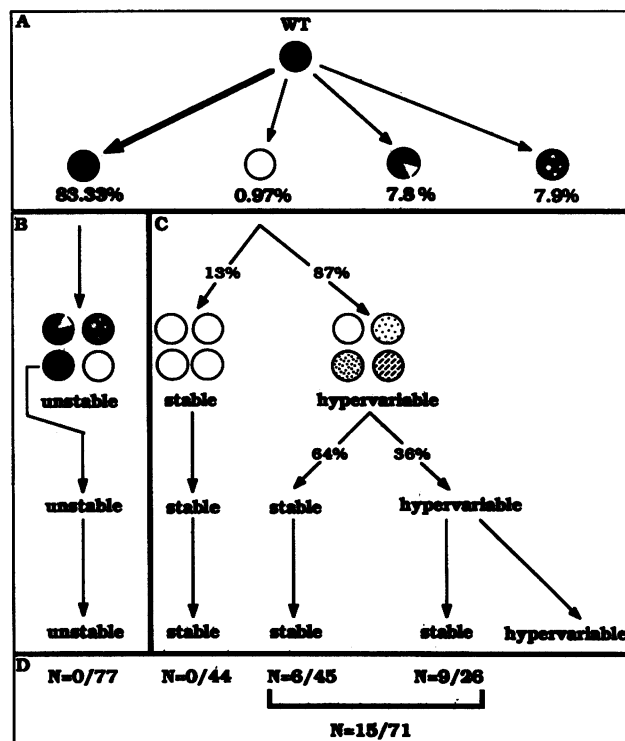 A
WT
83.33%
0.97%
7.8%
7.9%
B
C
13%
87%
unstable
stable
hypervariable
64%
36%
unstable
stable
stable
hypervariable
unstable
stable
stable
stable
hypervariable
D
N=0/77
N=0/44
N=6/45
N=9/26
N=15/71